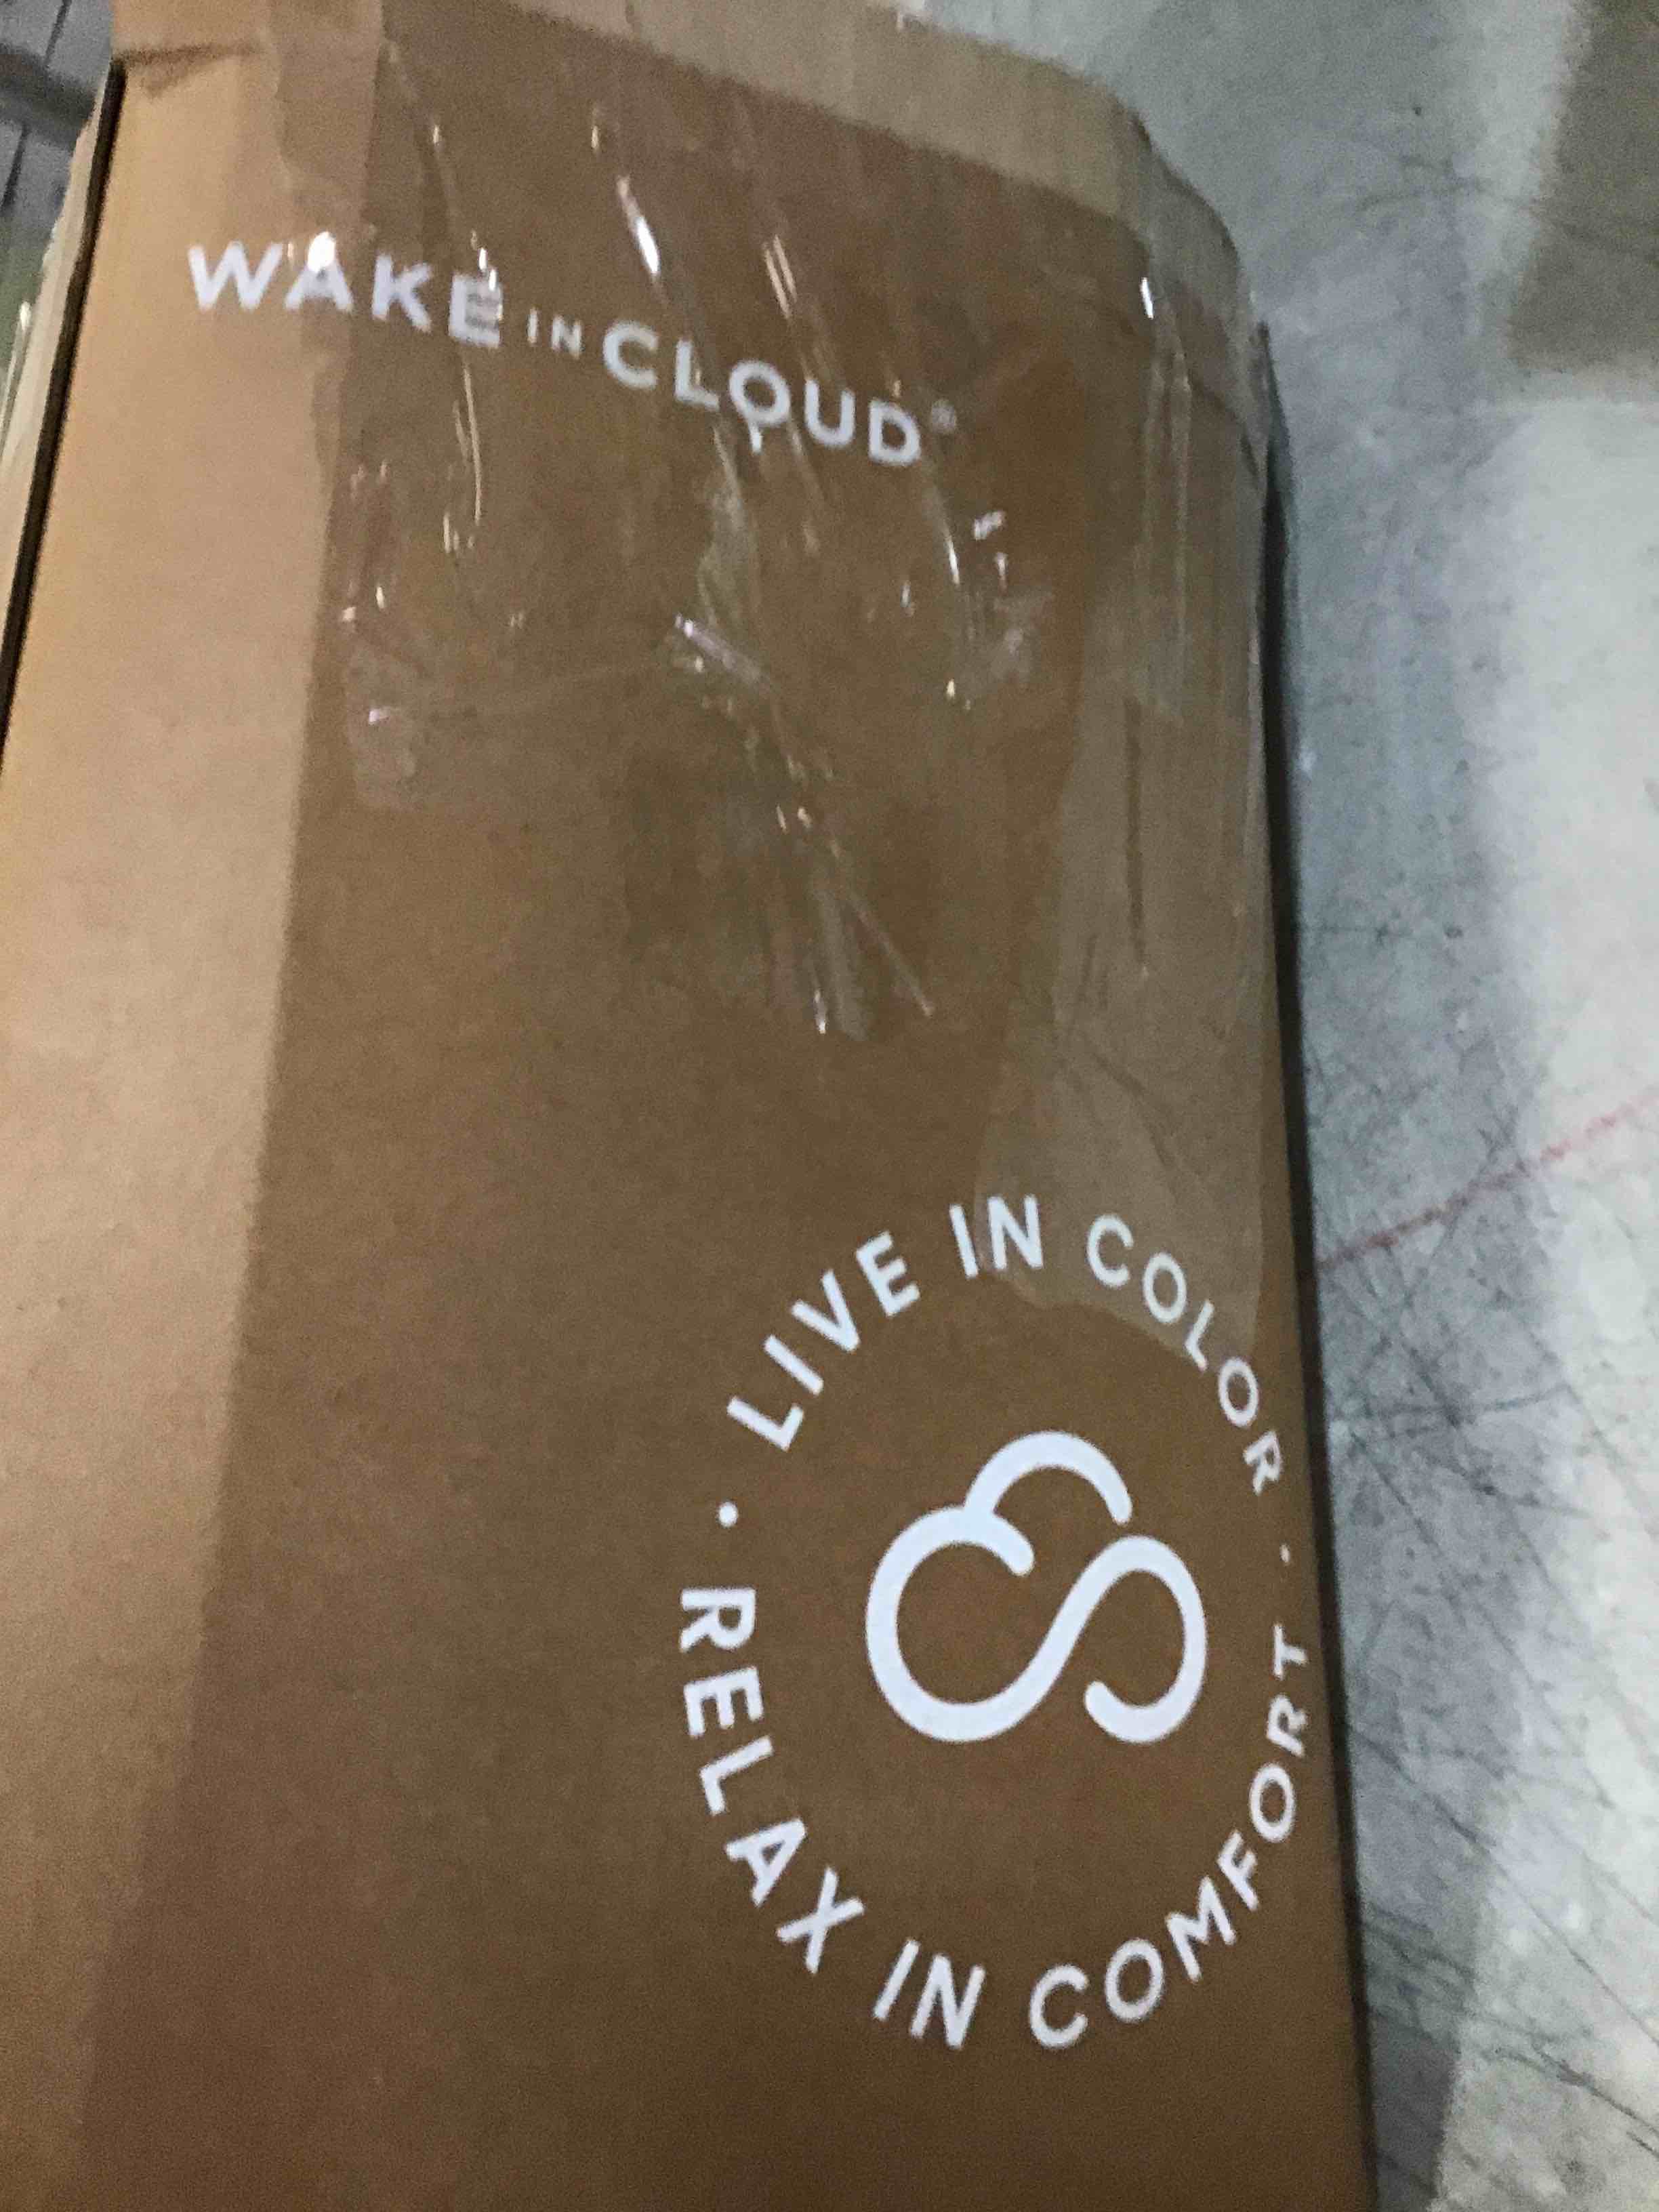 WAKE IN CLOUD®
LIVE IN COLOR ·
RELAX IN COMFORT ·